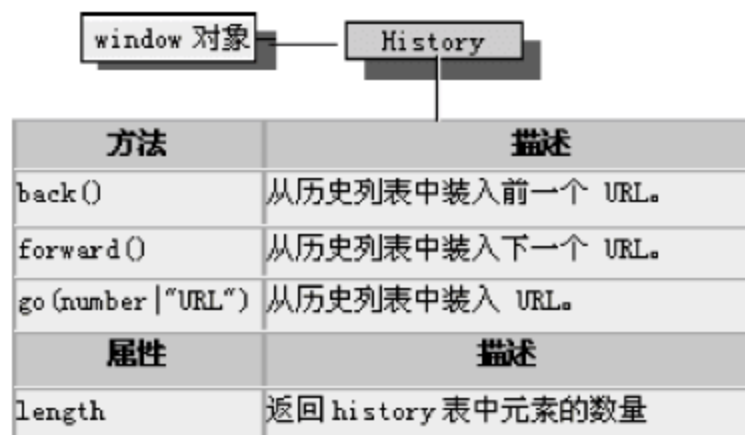 window 对象 History
方法 描述
back() 从历史列表中装入前一个 URL。
forward() 从历史列表中装入下一个 URL。
go(number|"URL") 从历史列表中装入 URL。
属性 描述
length 返回 history 表中元素的数量